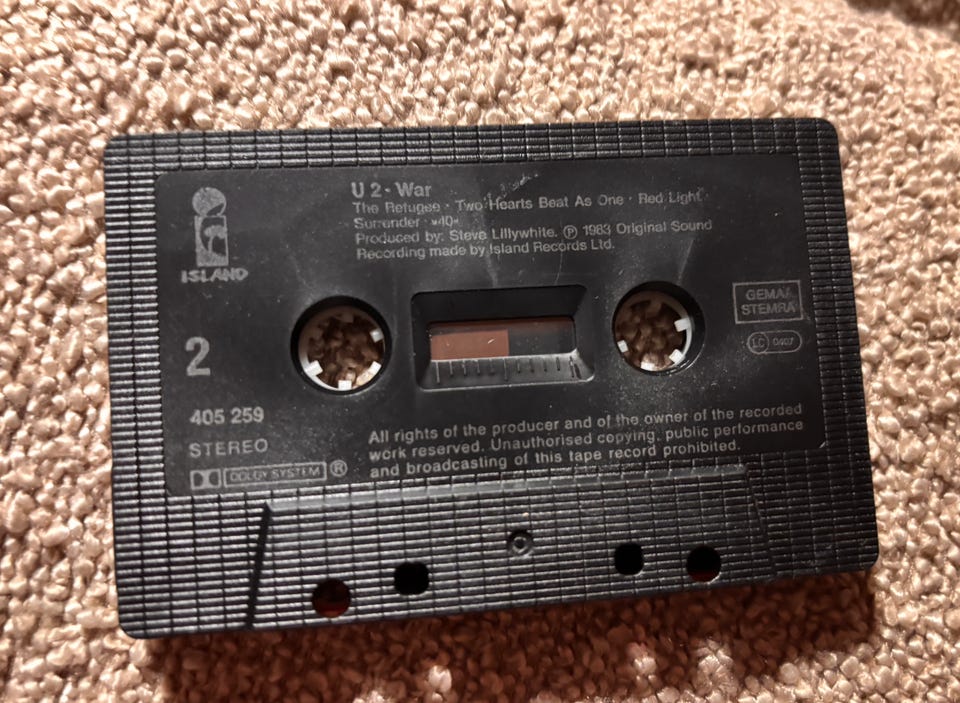 U 2 - War
The Refugee · Two Hearts Beat As One · Red Light
Surrender · »40«
Produced by: Steve Lillywhite. ℗ 1983 Original Sound
Recording made by Island Records Ltd.
ISLAND
GEMA/
STEMRA
LC 0407
2
405 259
STEREO
DOLBY SYSTEM ®
All rights of the producer and of the owner of the recorded
work reserved. Unauthorised copying, public performance
and broadcasting of this tape record prohibited.